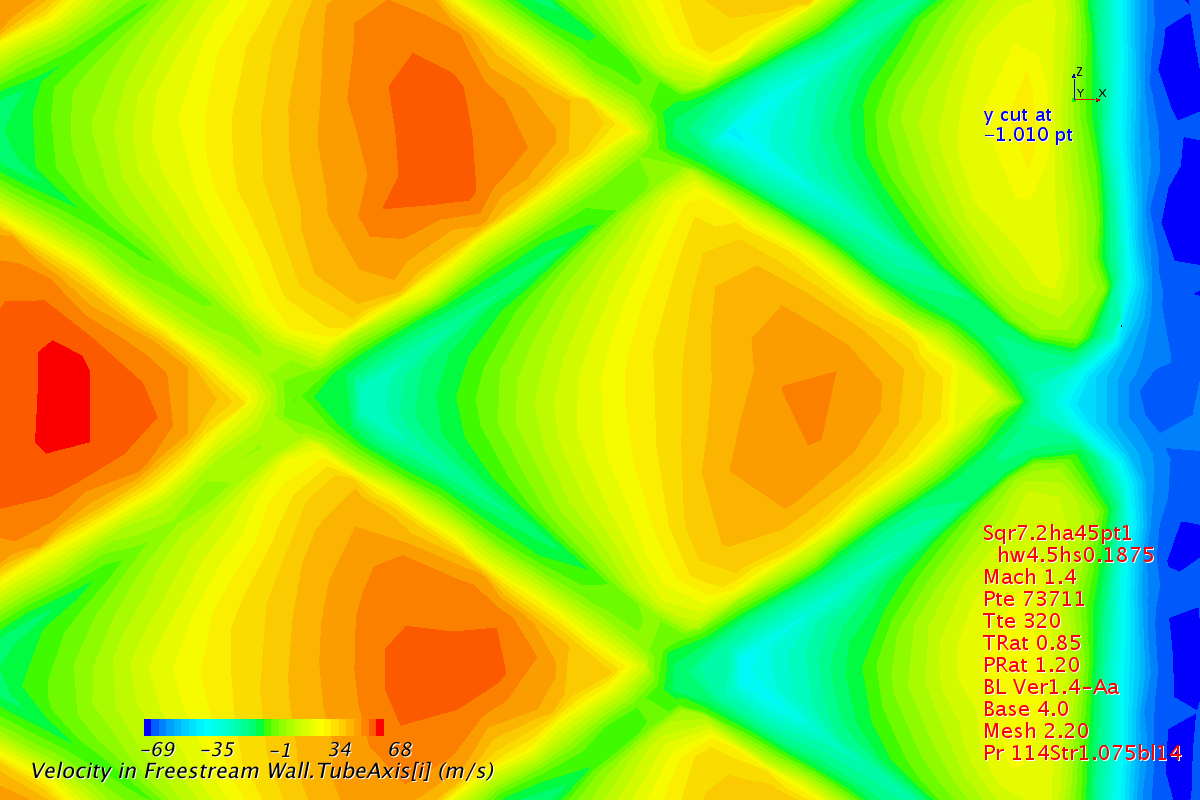 Z
Y X
y cut at
-1.010 pt
Sqr7.2ha45pt1
hw4.5hs0.1875
Mach 1.4
Pte 73711
Tte 320
TRat 0.85
PRat 1.20
BL Ver1.4-Aa
Base 4.0
Mesh 2.20
Pr 114Str1.075bl14
-69 -35 -1 34 68
Velocity in Freestream Wall.TubeAxis[i] (m/s)